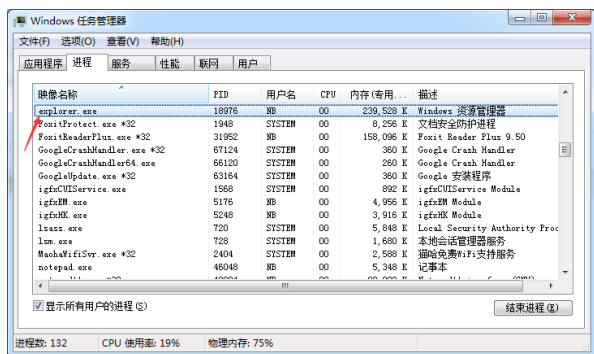 Windows 任务管理器
文件(F) 选项(O) 查看(V) 帮助(H)
应用程序 进程 服务 性能 联网 用户
映像名称 PID 用户名 CPU 内存(专用... 描述
explorer.exe 18976 NB 00 239,528 K Windows 资源管理器
FoxitProtect.exe *32 1948 SYSTEM 00 8,256 K 文档安全防护进程
FoxitReaderPlus.exe *32 31952 NB 00 158,096 K Foxit Reader Plus 9.50
GoogleCrashHandler.exe *32 67124 SYSTEM 00 360 K Google Crash Handler
GoogleCrashHandler64.exe 66120 SYSTEM 00 260 K Google Crash Handler
GoogleUpdate.exe *32 63164 SYSTEM 00 360 K Google 安装程序
igfxCUIService.exe 1568 SYSTEM 00 892 K igfxCUIService Module
igfxEM.exe 5176 NB 00 4,956 K igfxEM Module
igfxHK.exe 5248 NB 00 3,916 K igfxHK Module
lsass.exe 720 SYSTEM 00 5,848 K Local Security Authority Proc
lsm.exe 728 SYSTEM 00 1,680 K 本地会话管理器服务
MaohaWifiSvr.exe *32 2404 SYSTEM 00 2,588 K 猫哈免费WiFi支持服务
notepad.exe 46048 NB 00 5,348 K 记事本
显示所有用户的进程(S) 结束进程(E)
进程数: 132 CPU 使用率: 19% 物理内存: 75%